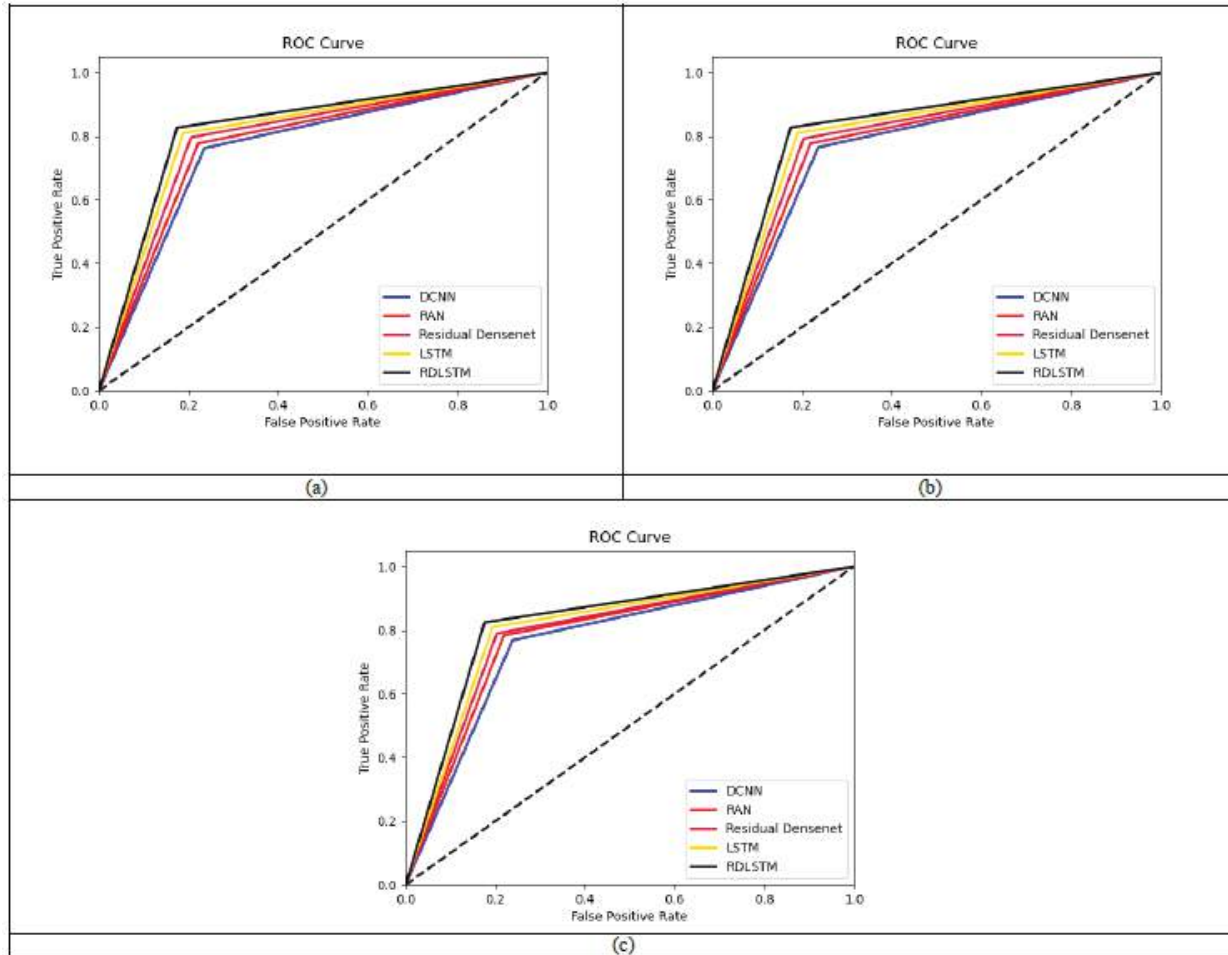 ROC Curve
1.0
0.8
0.6
0.4
0.2
0.0
True Positive Rate
DCNN
RAN
Residual Densenet
LSTM
RDLSTM
0.0 0.2 0.4 0.6 0.8 1.0
False Positive Rate
(a)
ROC Curve
1.0
0.8
0.6
0.4
0.2
0.0
True Positive Rate
DCNN
RAN
Residual Densenet
LSTM
RDLSTM
0.0 0.2 0.4 0.6 0.8 1.0
False Positive Rate
(b)
ROC Curve
1.0
0.8
0.6
0.4
0.2
0.0
True Positive Rate
DCNN
RAN
Residual Densenet
LSTM
RDLSTM
0.0 0.2 0.4 0.6 0.8 1.0
False Positive Rate
(c)